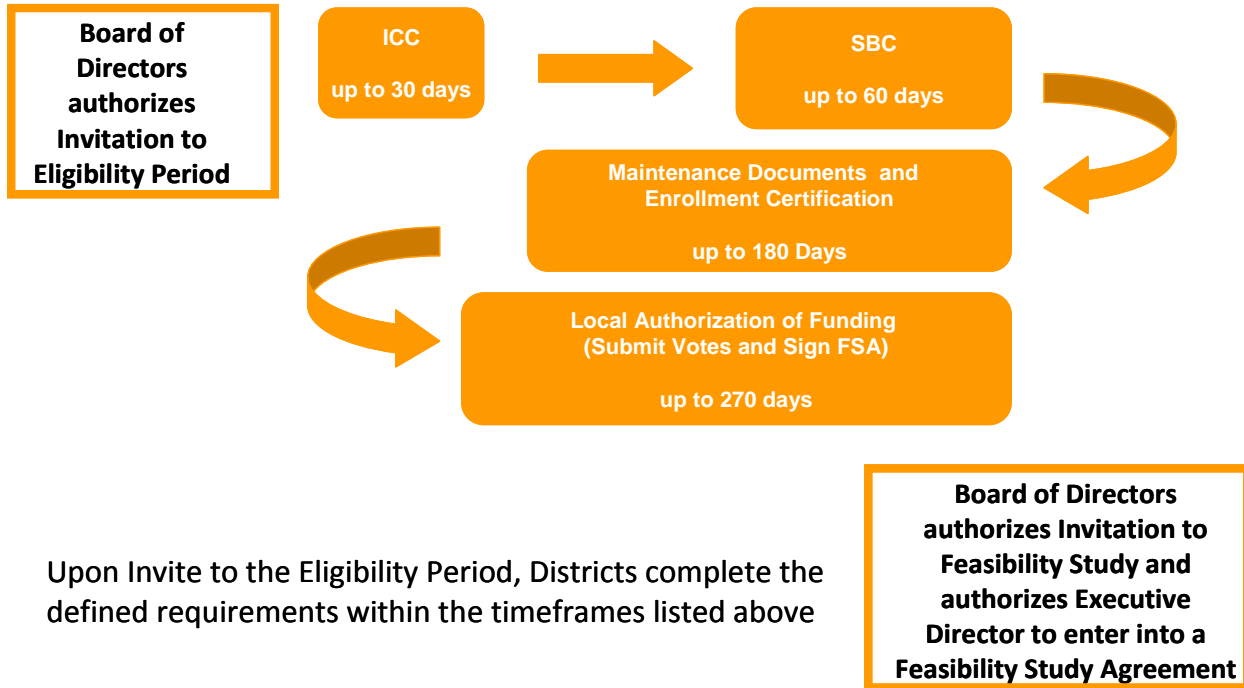 Board of
Directors
authorizes
Invitation to
Eligibility Period
ICC
up to 30 days
SBC
up to 60 days
Maintenance Documents and
Enrollment Certification
up to 180 Days
Local Authorization of Funding
(Submit Votes and Sign FSA)
up to 270 days
Upon Invite to the Eligibility Period, Districts complete the
defined requirements within the timeframes listed above
Board of Directors
authorizes Invitation to
Feasibility Study and
authorizes Executive
Director to enter into a
Feasibility Study Agreement